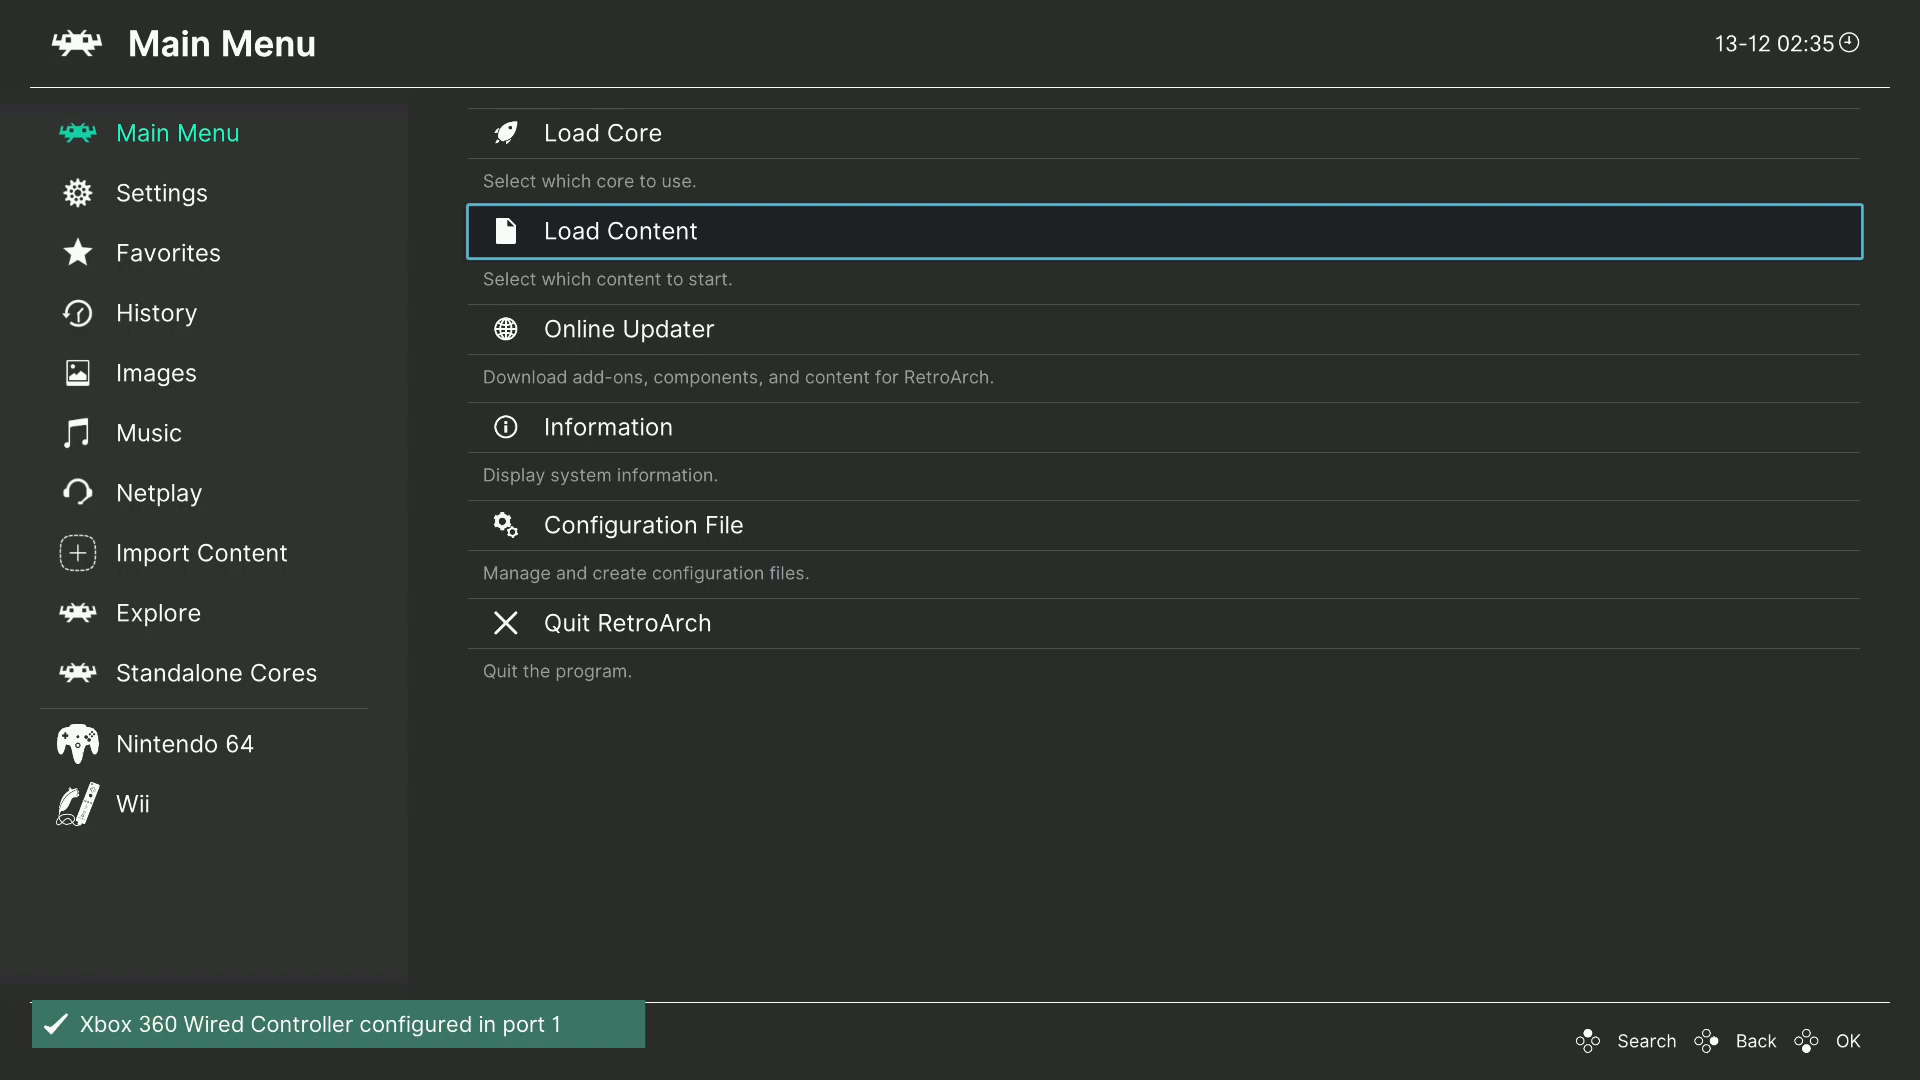 Main Menu
13-12 02:35
Main Menu
Settings
Favorites
History
Images
Music
Netplay
Import Content
Explore
Standalone Cores
Nintendo 64
Wii
Load Core
Select which core to use.
Load Content
Select which content to start.
Online Updater
Download add-ons, components, and content for RetroArch.
Information
Display system information.
Configuration File
Manage and create configuration files.
Quit RetroArch
Quit the program.
Xbox 360 Wired Controller configured in port 1
Search Back OK